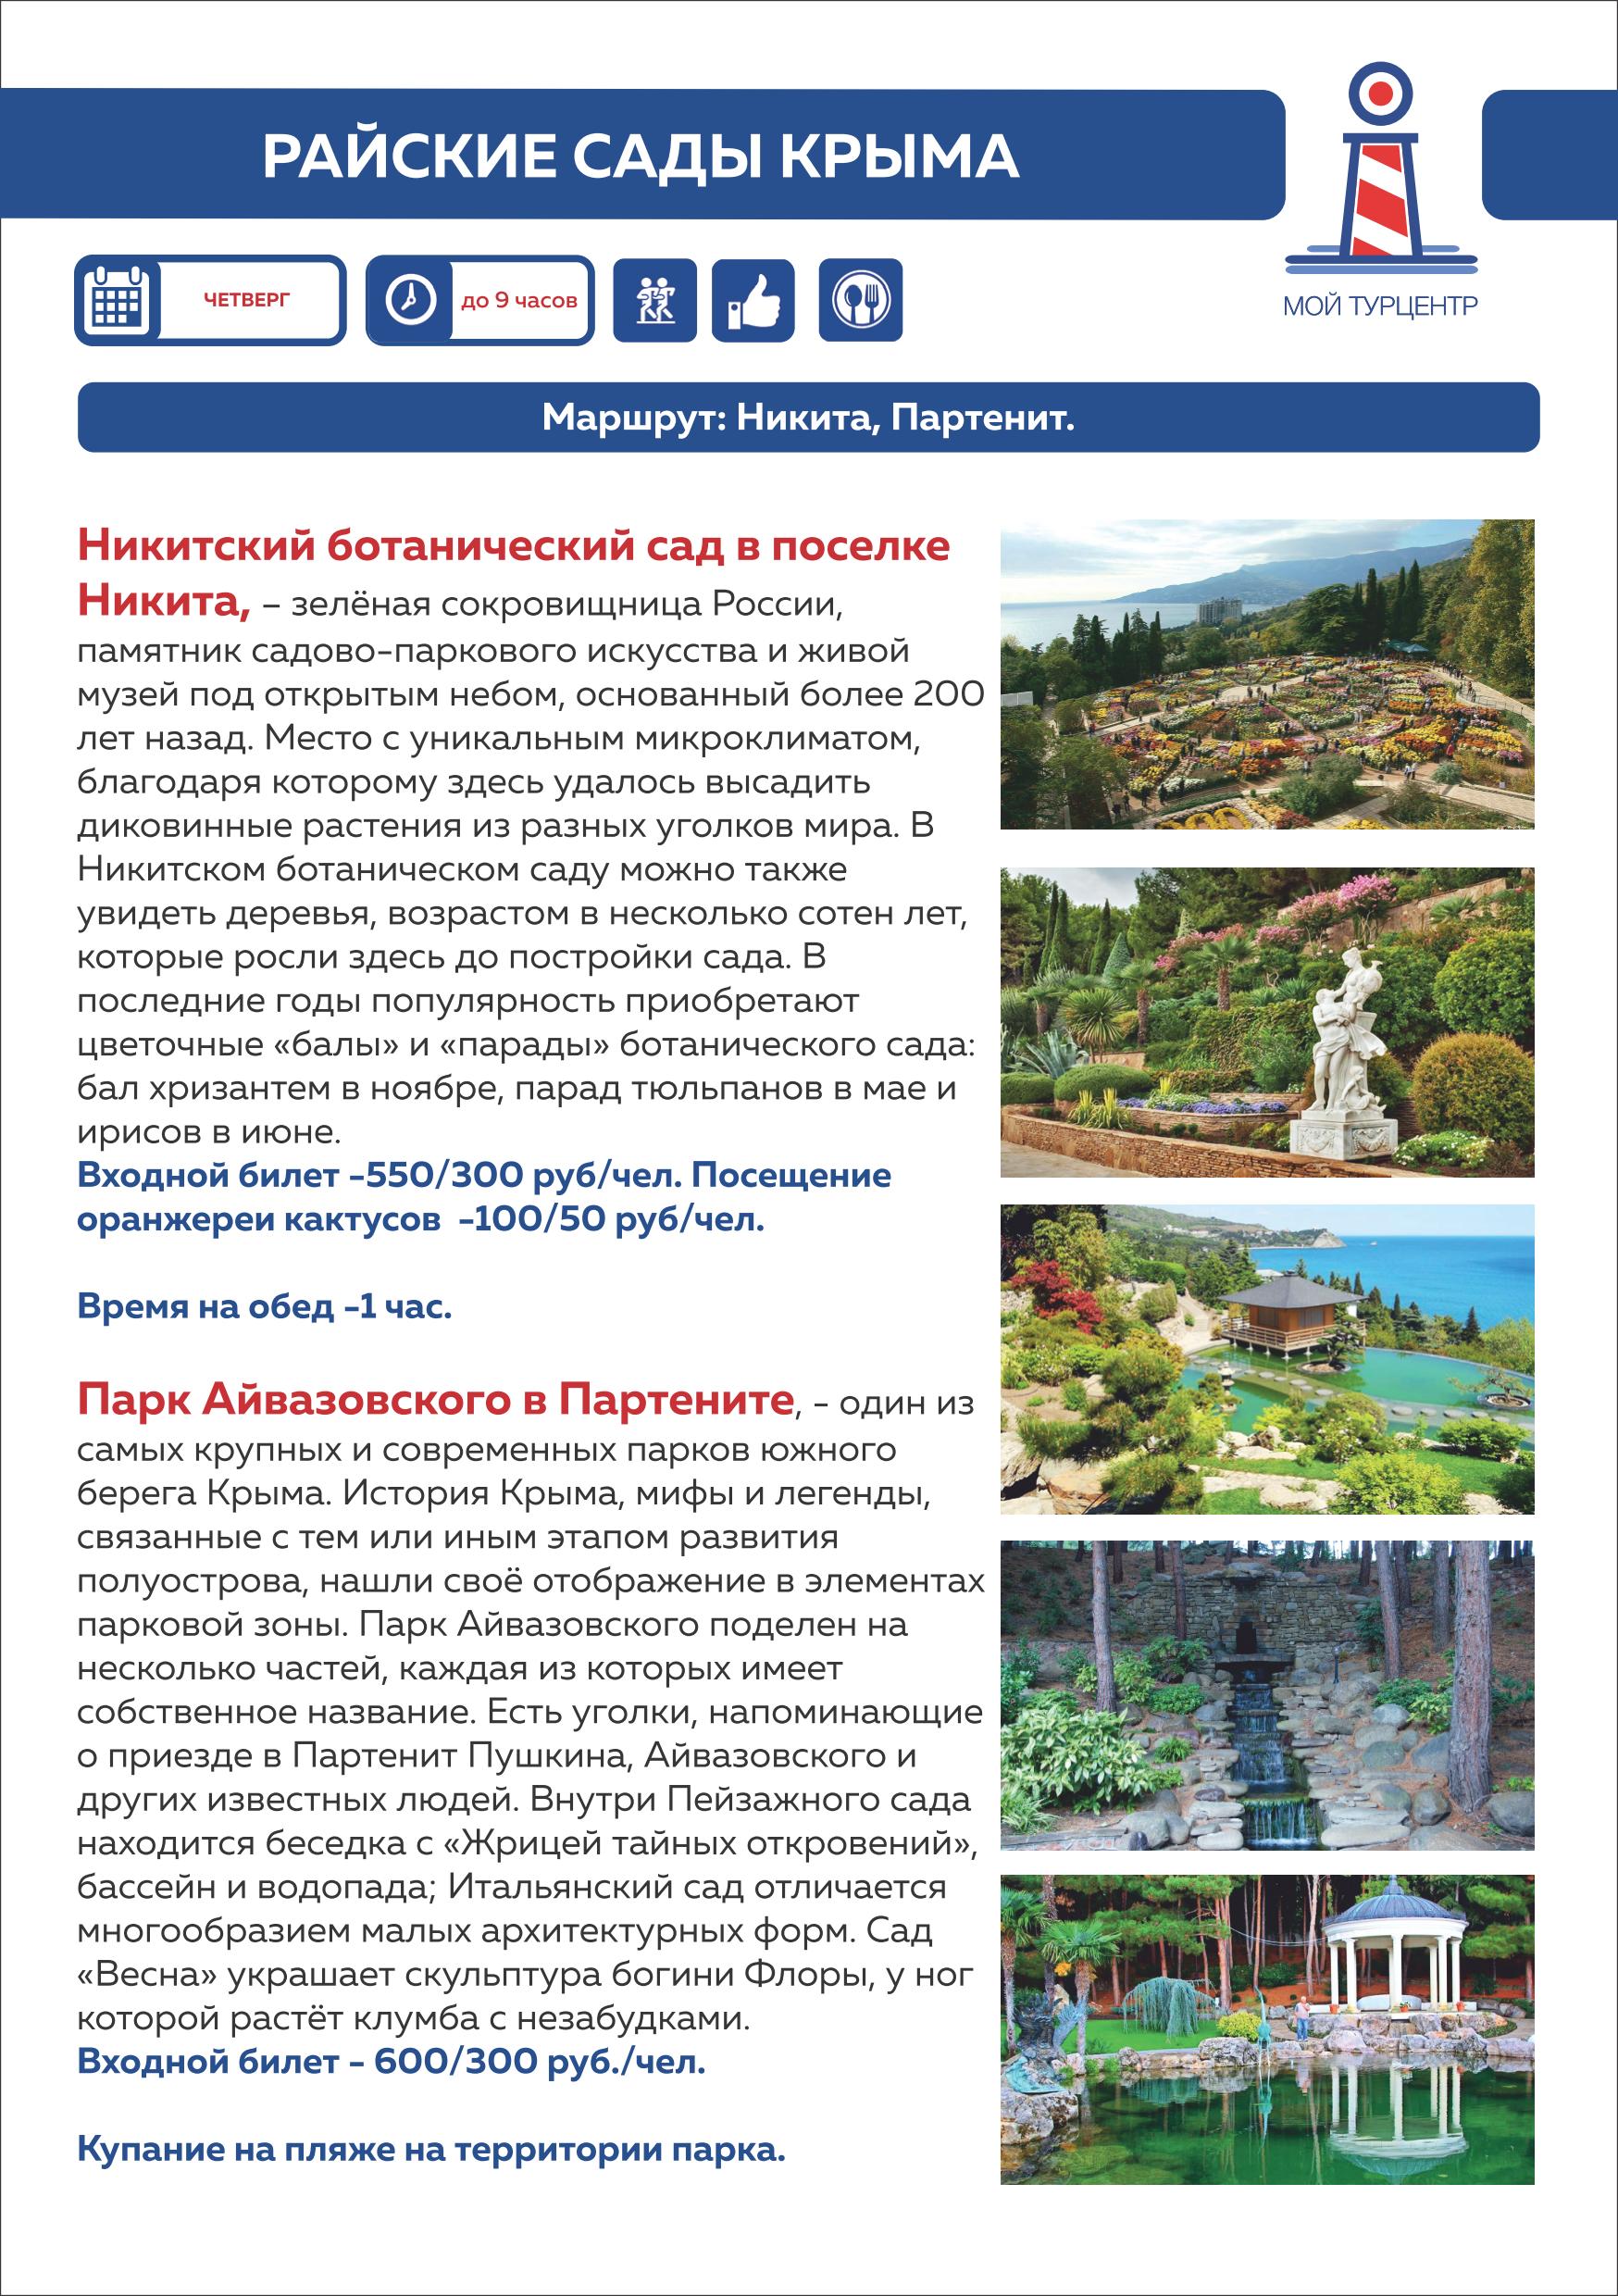 РАЙСКИЕ САДЫ КРЫМА
МОЙ ТУРЦЕНТР
ЧЕТВЕРГ
до 9 часов
Маршрут: Никита, Партенит.
Никитский ботанический сад в поселке
Никита, – зелёная сокровищница России,
памятник садово-паркового искусства и живой
музей под открытым небом, основанный более 200
лет назад. Место с уникальным микроклиматом,
благодаря которому здесь удалось высадить
диковинные растения из разных уголков мира. В
Никитском ботаническом саду можно также
увидеть деревья, возрастом в несколько сотен лет,
которые росли здесь до постройки сада. В
последние годы популярность приобретают
цветочные «балы» и «парады» ботанического сада:
бал хризантем в ноябре, парад тюльпанов в мае и
ирисов в июне.
Входной билет -550/300 руб/чел. Посещение
оранжереи кактусов -100/50 руб/чел.
Время на обед -1 час.
Парк Айвазовского в Партените, - один из
самых крупных и современных парков южного
берега Крыма. История Крыма, мифы и легенды,
связанные с тем или иным этапом развития
полуострова, нашли своё отображение в элементах
парковой зоны. Парк Айвазовского поделен на
несколько частей, каждая из которых имеет
собственное название. Есть уголки, напоминающие
о приезде в Партенит Пушкина, Айвазовского и
других известных людей. Внутри Пейзажного сада
находится беседка с «Жрицей тайных откровений»,
бассейн и водопада; Итальянский сад отличается
многообразием малых архитектурных форм. Сад
«Весна» украшает скульптура богини Флоры, у ног
которой растёт клумба с незабудками.
Входной билет - 600/300 руб./чел.
Купание на пляже на территории парка.